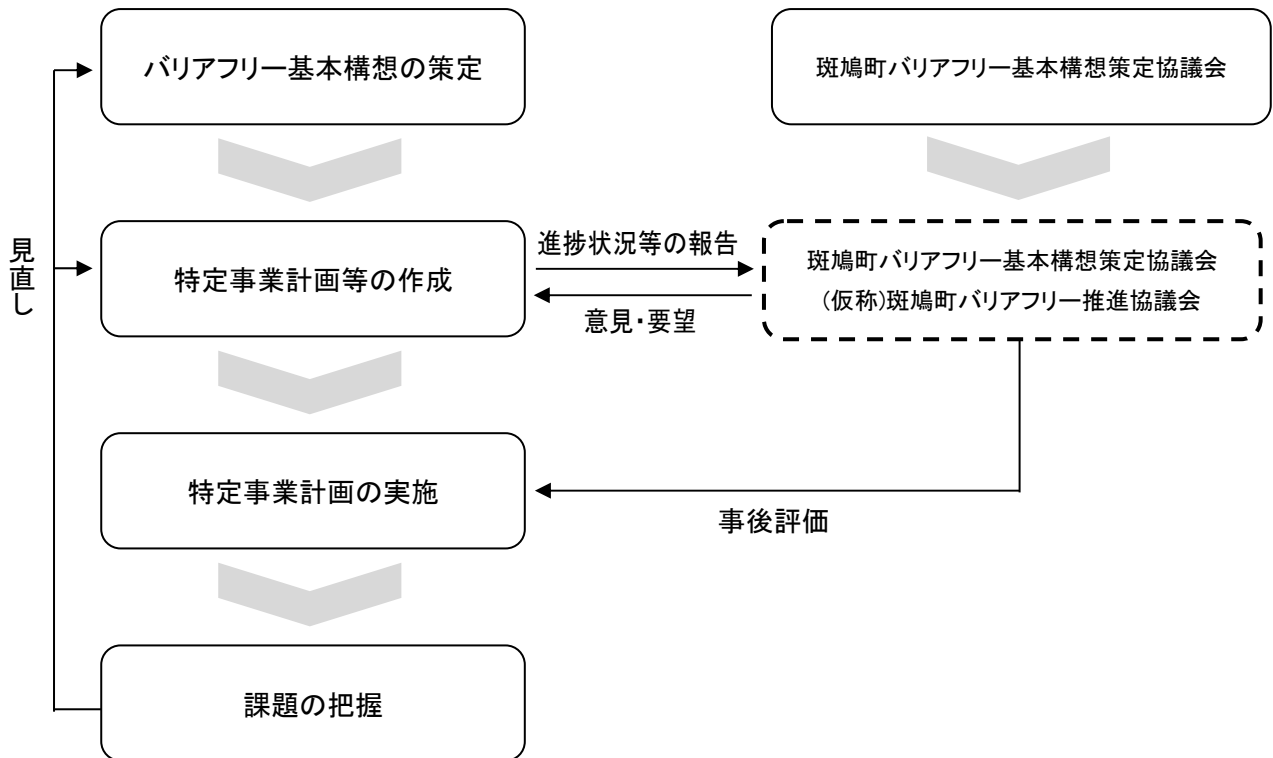 バリアフリー基本構想の策定
斑鳩町バリアフリー基本構想策定協議会
見直し
特定事業計画等の作成
進捗状況等の報告
意見・要望
斑鳩町バリアフリー基本構想策定協議会
(仮称)斑鳩町バリアフリー推進協議会
特定事業計画の実施
事後評価
課題の把握